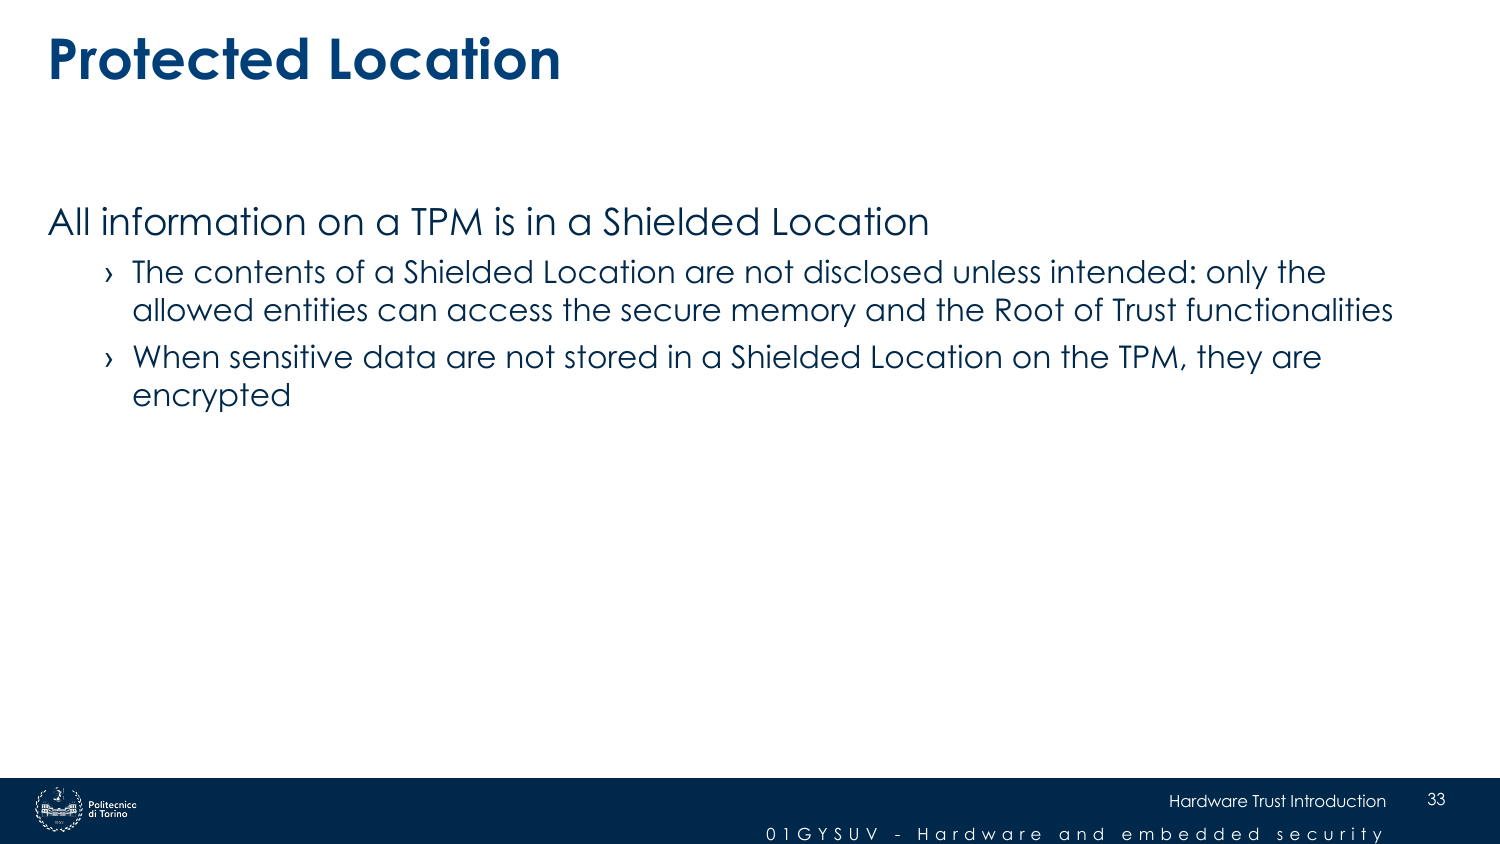 Protected Location
All information on a TPM is in a Shielded Location
› The contents of a Shielded Location are not disclosed unless intended: only the
allowed entities can access the secure memory and the Root of Trust functionalities
› When sensitive data are not stored in a Shielded Location on the TPM, they are
encrypted
Politecnico
di Torino
Hardware Trust Introduction 33
01GYSUV - Hardware and embedded security